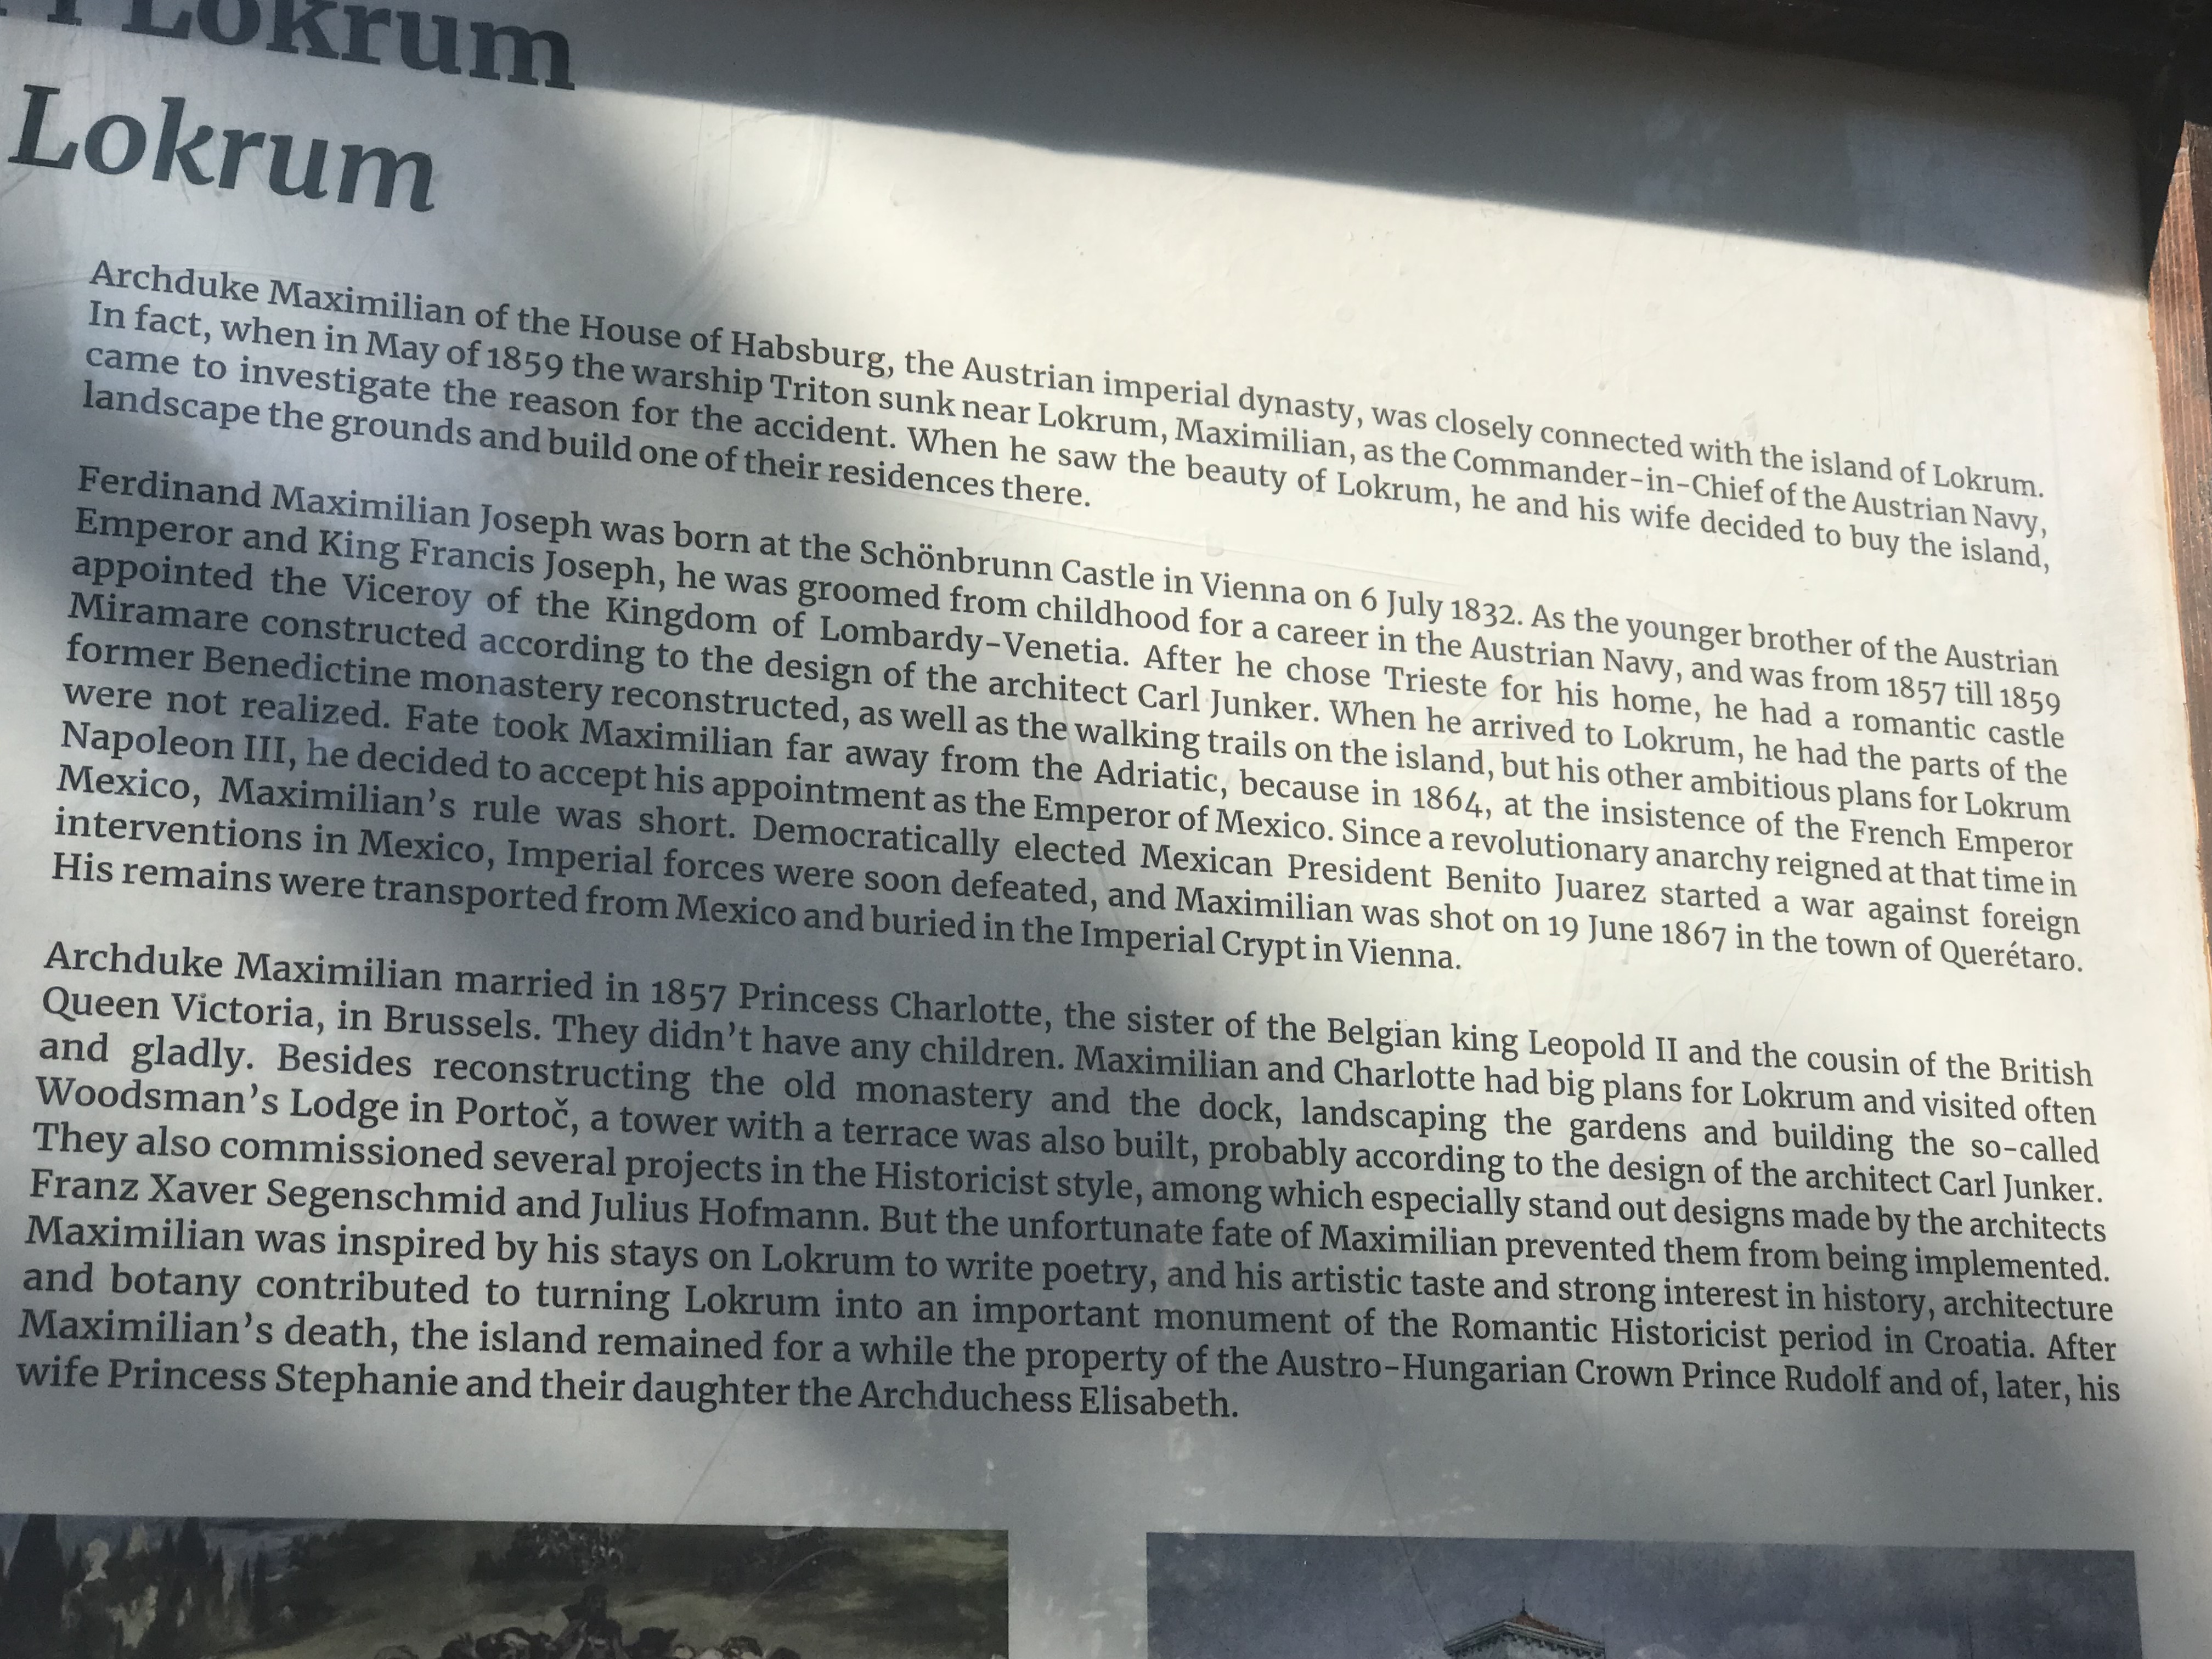 Lokrum
Lokrum
Archduke Maximilian of the House of Habsburg, the Austrian imperial dynasty, was closely connected with the island of Lokrum.
In fact, when in May of 1859 the warship Triton sunk near Lokrum, Maximilian, as the Commander-in-Chief of the Austrian Navy,
came to investigate the reason for the accident. When he saw the beauty of Lokrum, he and his wife decided to buy the island,
landscape the grounds and build one of their residences there.
Ferdinand Maximilian Joseph was born at the Schönbrunn Castle in Vienna on 6 July 1832. As the younger brother of the Austrian
Emperor and King Francis Joseph, he was groomed from childhood for a career in the Austrian Navy, and was from 1857 till 1859
appointed the Viceroy of the Kingdom of Lombardy-Venetia. After he chose Trieste for his home, he had a romantic castle
Miramare constructed according to the design of the architect Carl Junker. When he arrived to Lokrum, he had the parts of the
former Benedictine monastery reconstructed, as well as the walking trails on the island, but his other ambitious plans for Lokrum
were not realized. Fate took Maximilian far away from the Adriatic, because in 1864, at the insistence of the French Emperor
Napoleon III, he decided to accept his appointment as the Emperor of Mexico. Since a revolutionary anarchy reigned at that time in
Mexico, Maximilian's rule was short. Democratically elected Mexican President Benito Juarez started a war against foreign
interventions in Mexico, Imperial forces were soon defeated, and Maximilian was shot on 19 June 1867 in the town of Querétaro.
His remains were transported from Mexico and buried in the Imperial Crypt in Vienna.
Archduke Maximilian married in 1857 Princess Charlotte, the sister of the Belgian king Leopold II and the cousin of the British
Queen Victoria, in Brussels. They didn't have any children. Maximilian and Charlotte had big plans for Lokrum and visited often
and gladly. Besides reconstructing the old monastery and the dock, landscaping the gardens and building the so-called
Woodsman's Lodge in Portoč, a tower with a terrace was also built, probably according to the design of the architect Carl Junker.
They also commissioned several projects in the Historicist style, among which especially stand out designs made by the architects
Franz Xaver Segenschmid and Julius Hofmann. But the unfortunate fate of Maximilian prevented them from being implemented.
Maximilian was inspired by his stays on Lokrum to write poetry, and his artistic taste and strong interest in history, architecture
and botany contributed to turning Lokrum into an important monument of the Romantic Historicist period in Croatia. After
Maximilian's death, the island remained for a while the property of the Austro-Hungarian Crown Prince Rudolf and of, later, his
wife Princess Stephanie and their daughter the Archduchess Elisabeth.